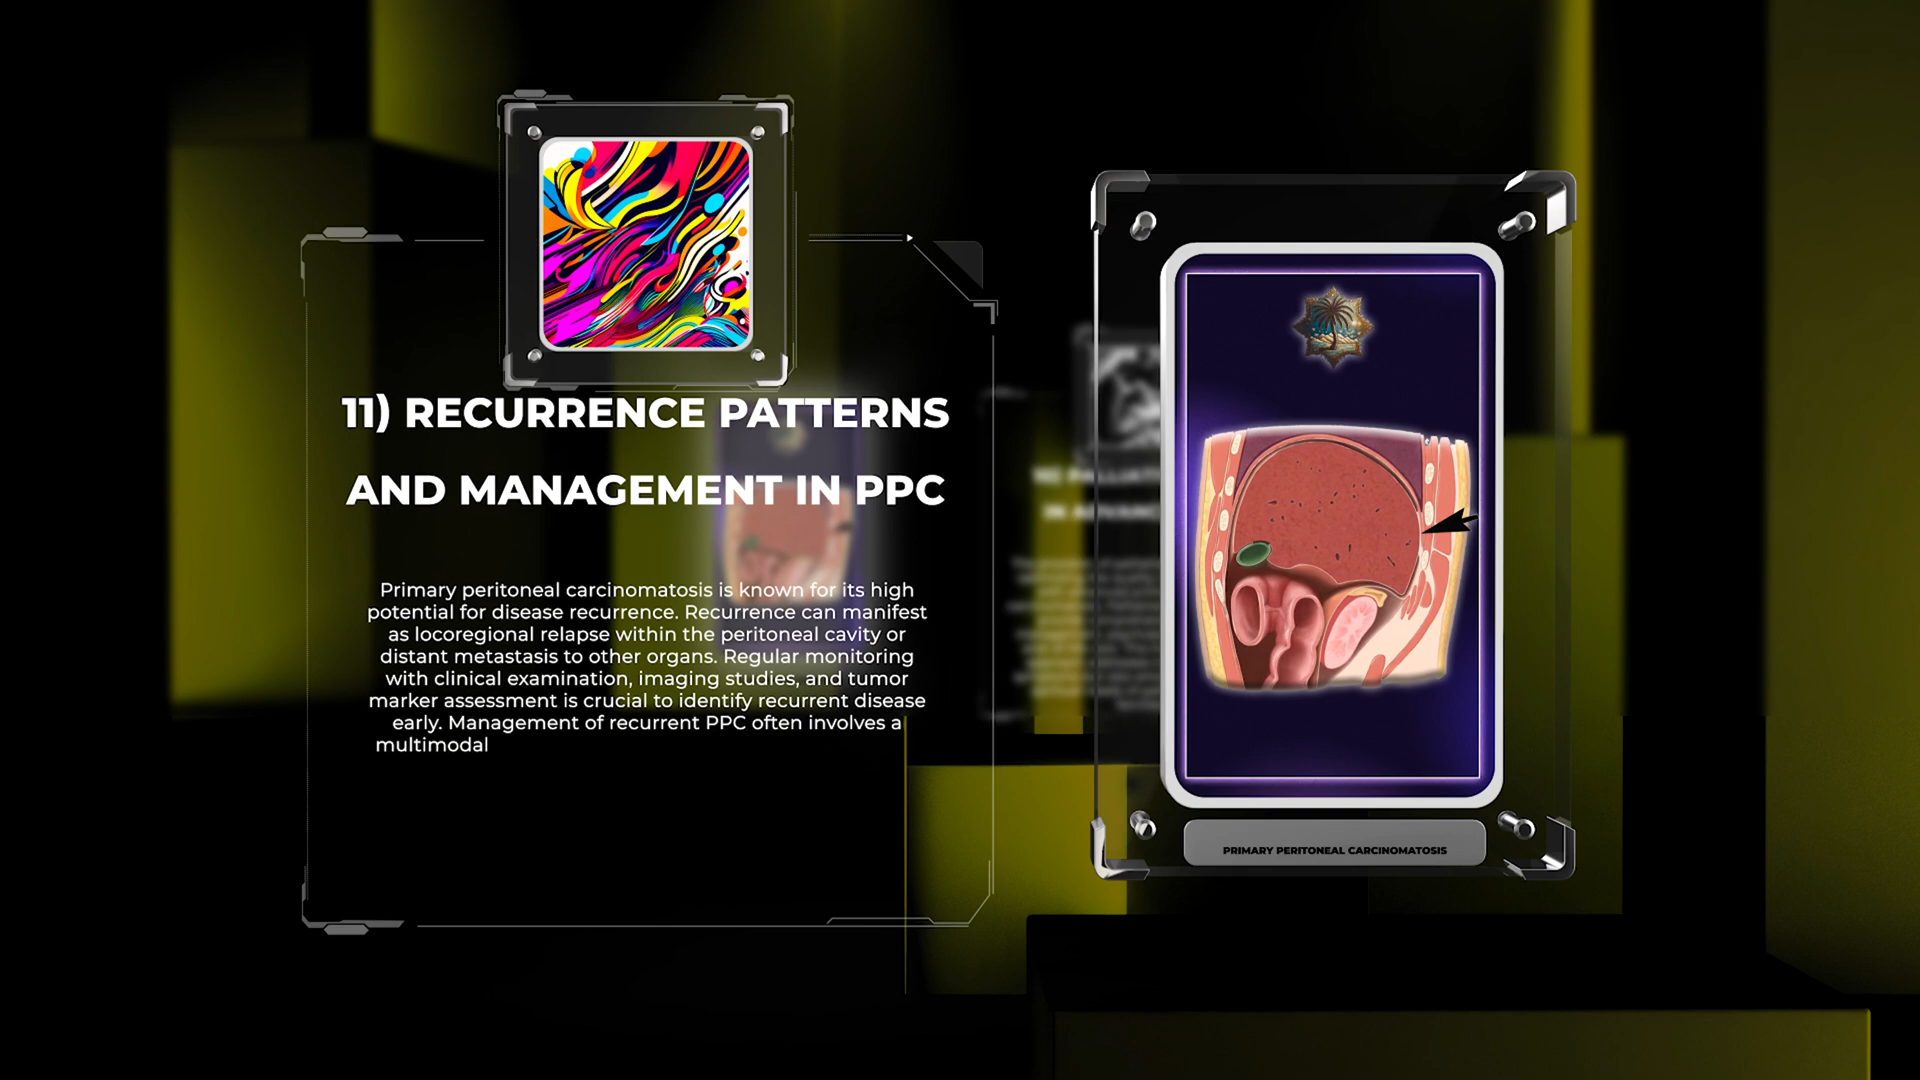 11) RECURRENCE PATTERNS
AND MANAGEMENT IN PPC
Primary peritoneal carcinomatosis is known for its high
potential for disease recurrence. Recurrence can manifest
as locoregional relapse within the peritoneal cavity or
distant metastasis to other organs. Regular monitoring
with clinical examination, imaging studies, and tumor
marker assessment is crucial to identify recurrent disease
early. Management of recurrent PPC often involves a
multimodal
PRIMARY PERITONEAL CARCINOMATOSIS